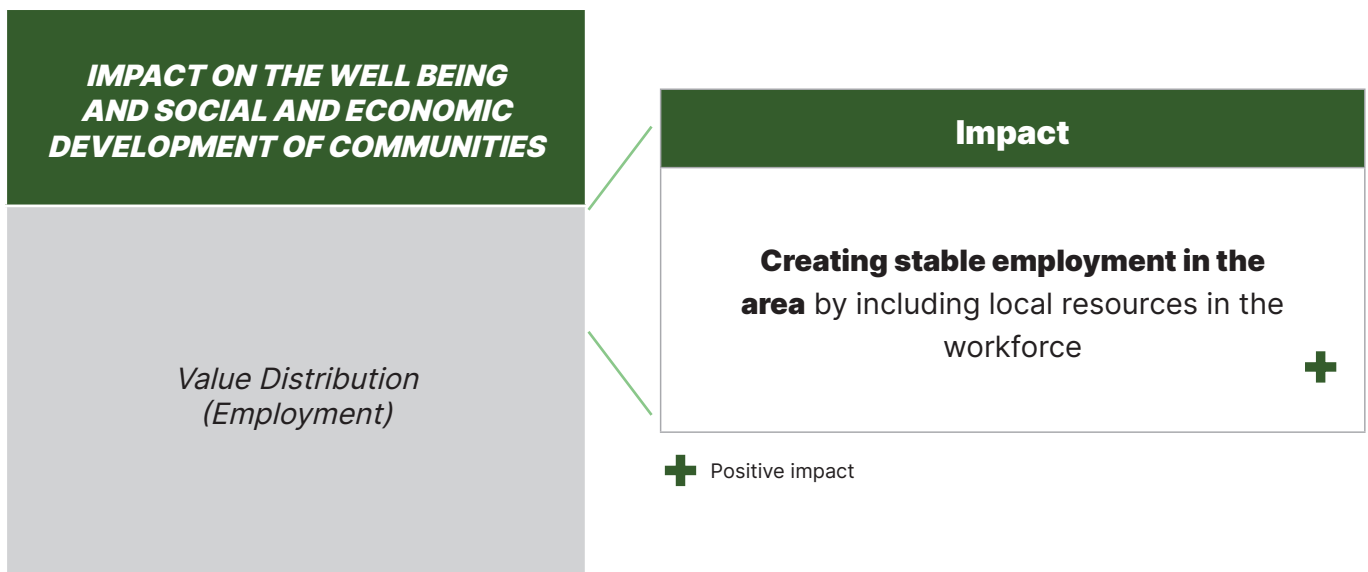 IMPACT ON THE WELL BEING
AND SOCIAL AND ECONOMIC
DEVELOPMENT OF COMMUNITIES
Value Distribution
(Employment)
Impact
Creating stable employment in the
area by including local resources in the
workforce
Positive impact